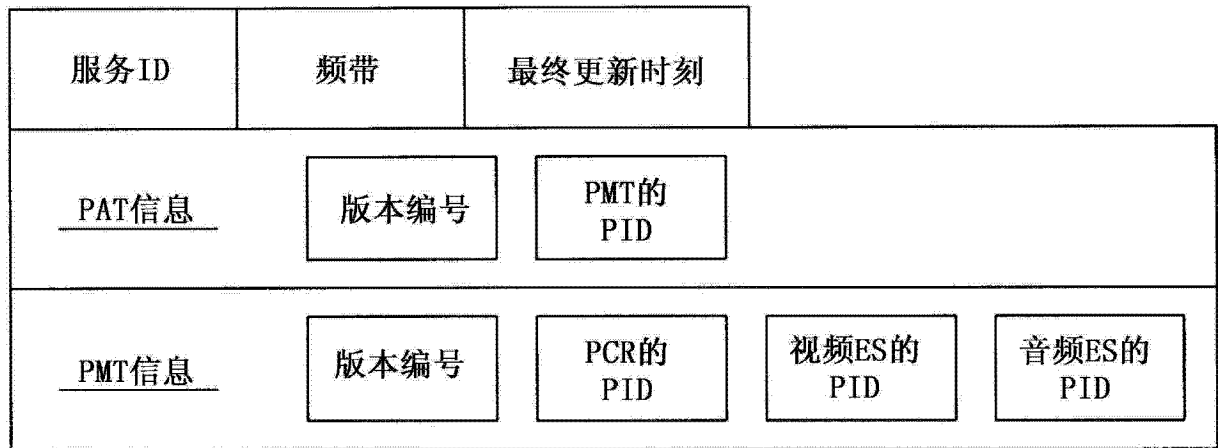 服务ID
频带
最终更新时刻
PAT信息
版本编号
PMT的
PID
PMT信息
版本编号
PCR的
PID
视频ES的
PID
音频ES的
PID